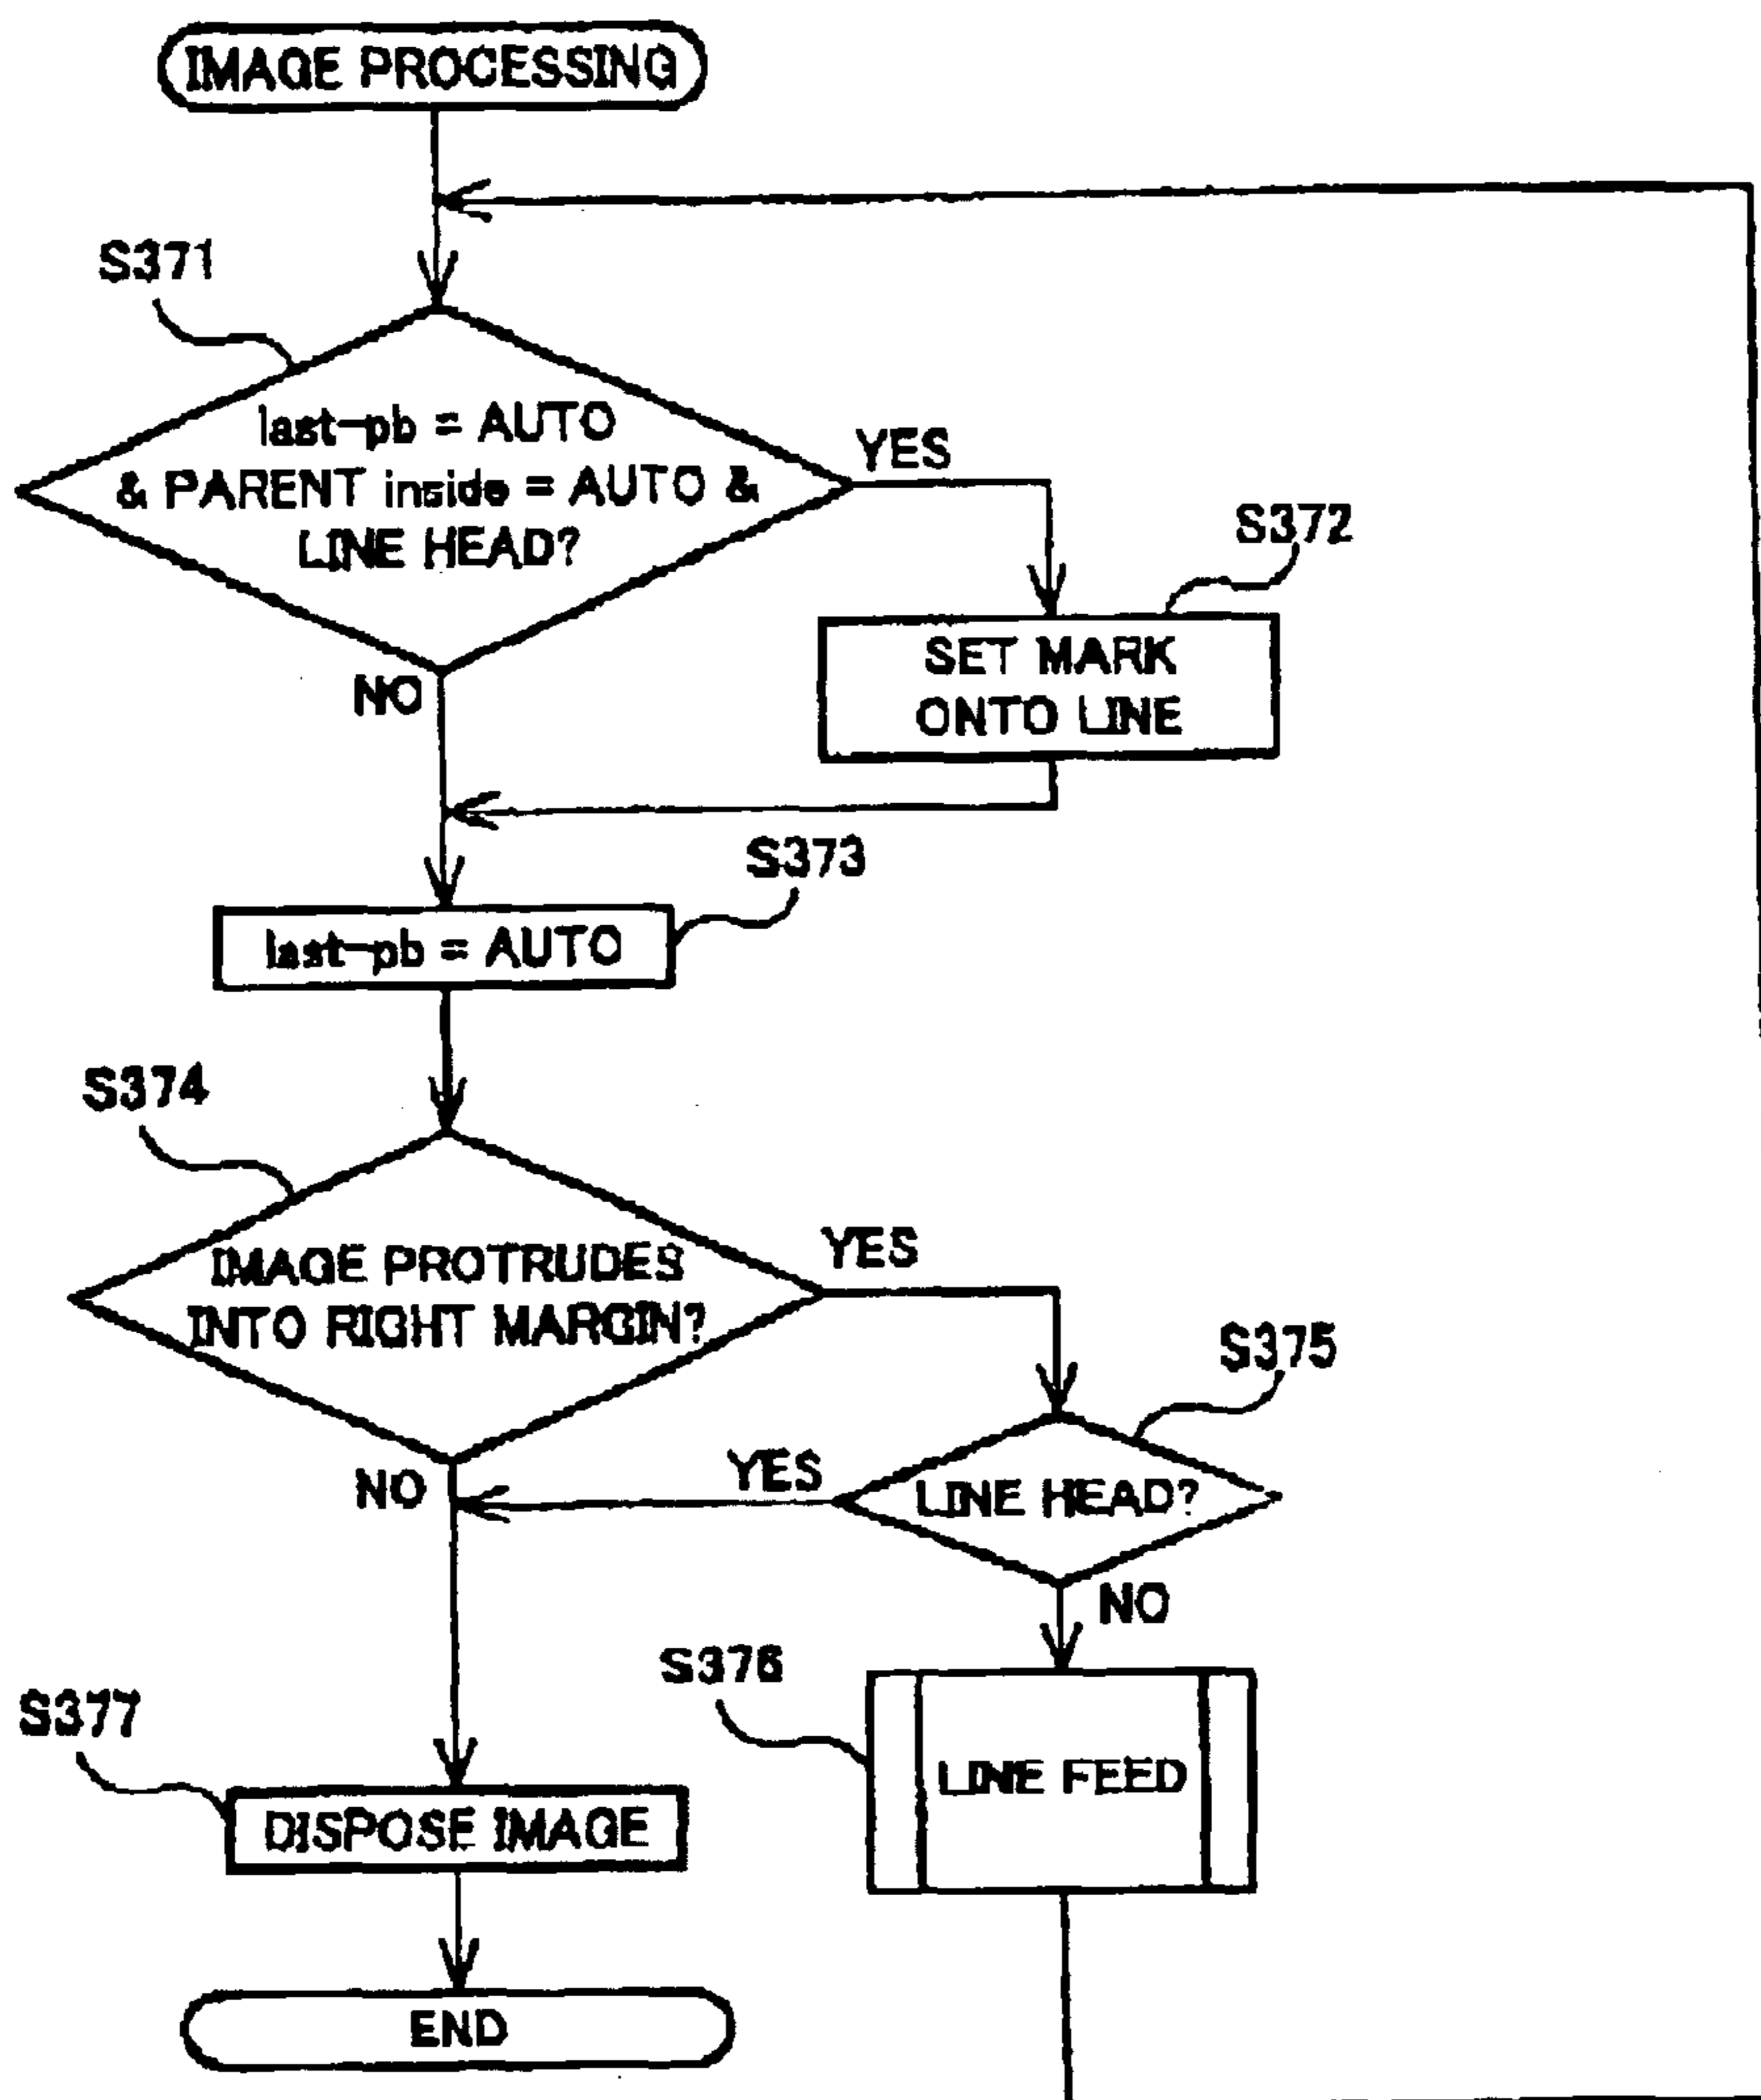 IMAGE PROCESSING
S371
last-pb = AUTO
& PARENT inside = AUTO &
LINE HEAD?
YES
S372
SET MARK
ONTO LINE
NO
S373
last-pb = AUTO
S374
IMAGE PROTRUDES
INTO RIGHT MARGIN?
YES
S375
LINE HEAD?
YES
NO
NO
S376
LINE FEED
S377
DISPOSE IMAGE
END